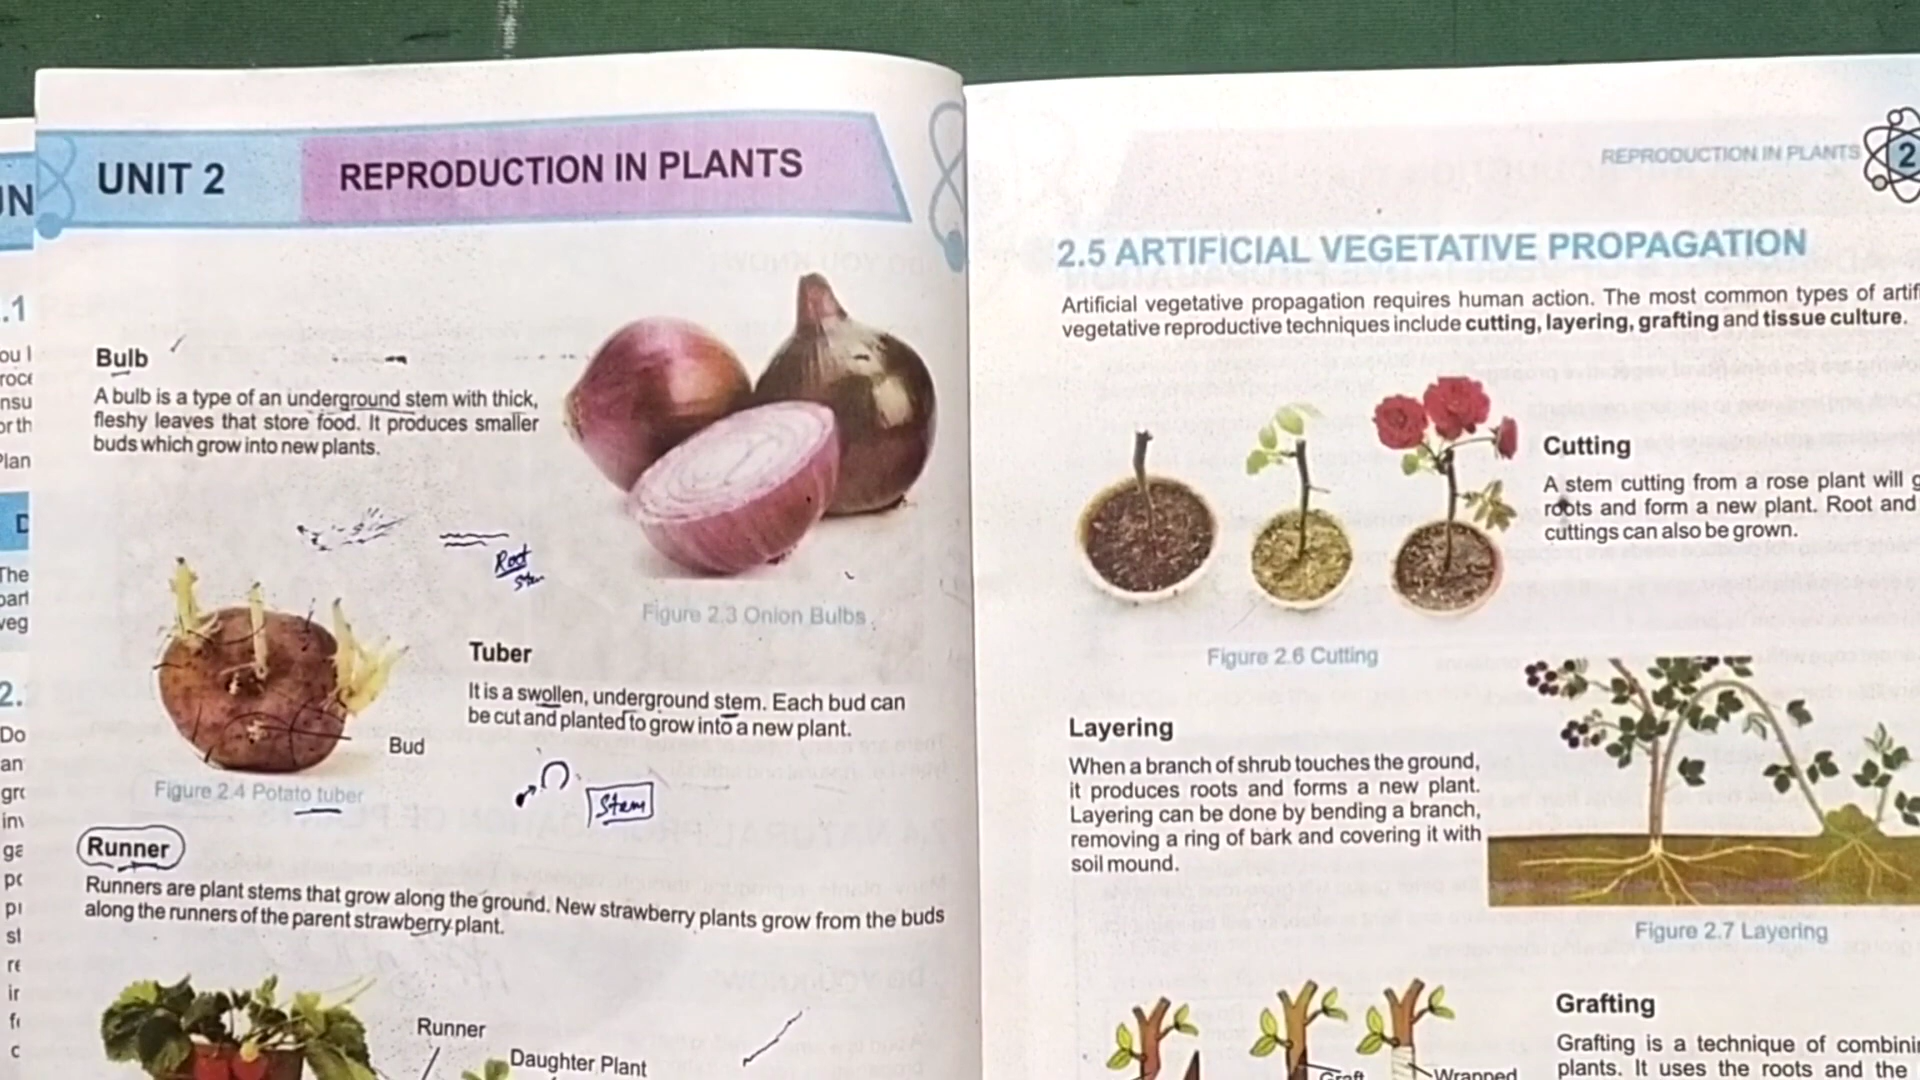 UNIT 2 REPRODUCTION IN PLANTS
Bulb
A bulb is a type of an underground stem with thick,
fleshy leaves that store food. It produces smaller
buds which grow into new plants.
Root
Stem
Figure 2.3 Onion Bulbs
Tuber
It is a swollen, underground stem. Each bud can
be cut and planted to grow into a new plant.
Bud
Figure 2.4 Potato tuber
Stem
Runner
Runners are plant stems that grow along the ground. New strawberry plants grow from the buds
along the runners of the parent strawberry plant.
Runner
Daughter Plant
REPRODUCTION IN PLANTS 2
2.5 ARTIFICIAL VEGETATIVE PROPAGATION
Artificial vegetative propagation requires human action. The most common types of artif
vegetative reproductive techniques include cutting, layering, grafting and tissue culture.
Cutting
A stem cutting from a rose plant will g
roots and form a new plant. Root and
cuttings can also be grown.
Figure 2.6 Cutting
Layering
When a branch of shrub touches the ground,
it produces roots and forms a new plant.
Layering can be done by bending a branch,
removing a ring of bark and covering it with
soil mound.
Figure 2.7 Layering
Grafting
Grafting is a technique of combini
plants. It uses the roots and the
Graft
Wrapped